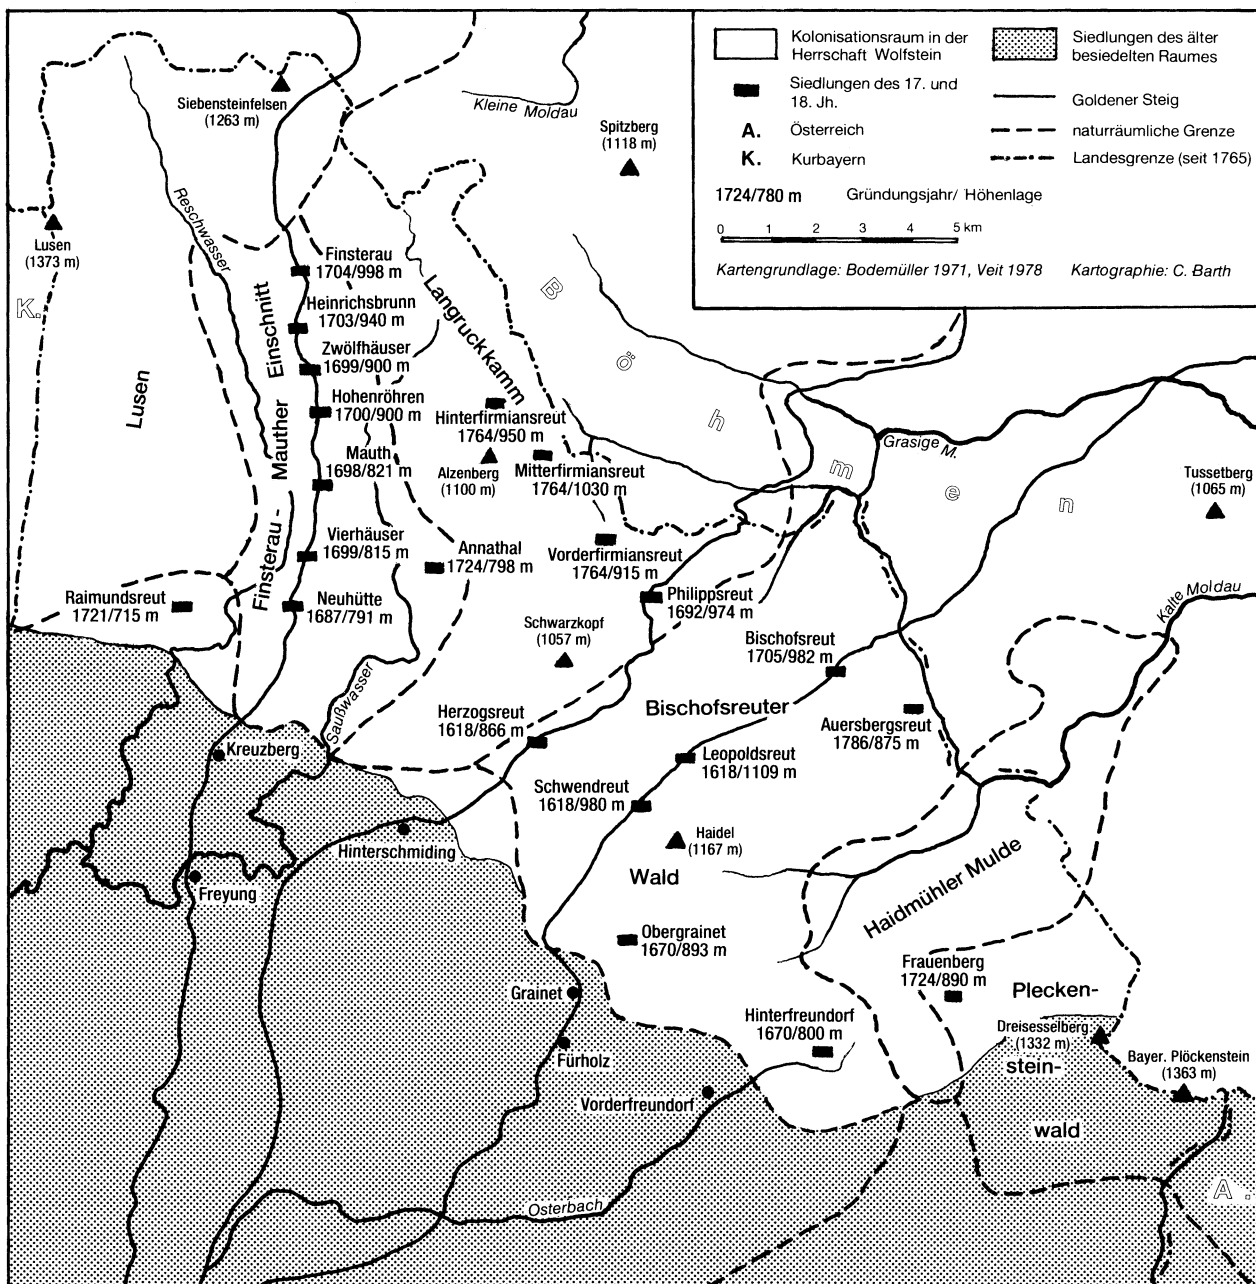 Kolonisationsraum in der
Herrschaft Wolfstein
Siedlungen des älter
besiedelten Raumes
Siedlungen des 17. und
18. Jh.
Goldener Steig
A. Österreich
naturräumliche Grenze
K. Kurbayern
Landesgrenze (seit 1765)
1724/780 m Gründungsjahr/ Höhenlage
0 1 2 3 4 5 km
Kartengrundlage: Bodemüller 1971, Veit 1978 Kartographie: C. Barth
Siebensteinfelsen
(1263 m)
Kleine Moldau
Spitzberg
(1118 m)
Reschwasser
Lusen
(1373 m)
K.
Finsterau
1704/998 m
Heinrichsbrunn
1703/940 m
Zwölfhäuser
1699/900 m
Hohenröhren
1700/900 m
Mauth
1698/821 m
Vierhäuser
1699/815 m
Neuhütte
1687/791 m
Raimundsreut
1721/715 m
Lusen
Finsterau-
Mauther
Einschnitt
Langruckkamm
Böhmen
Hinterfirmiansreut
1764/950 m
Alzenberg
(1100 m)
Mitterfirmiansreut
1764/1030 m
Grasige M.
Tussetberg
(1065 m)
Annathal
1724/798 m
Vorderfirmiansreut
1764/915 m
Philippsreut
1692/974 m
Schwarzkopf
(1057 m)
Bischofsreut
1705/982 m
Kalte Moldau
Saußwasser
Herzogsreut
1618/866 m
Bischofsreuter
Auersbergsreut
1786/875 m
Kreuzberg
Leopoldsreut
1618/1109 m
Schwendreut
1618/980 m
Haidel
(1167 m)
Hinterschmiding
Wald
Haidmühler Mulde
Freyung
Obergrainet
1670/893 m
Frauenberg
1724/890 m
Grainet
Plecken-
Hinterfreundorf
1670/800 m
Dreisesselberg
(1332 m)
Fürholz
stein-
Bayer. Plöckenstein
(1363 m)
Vorderfreundorf
wald
Osterbach
A.